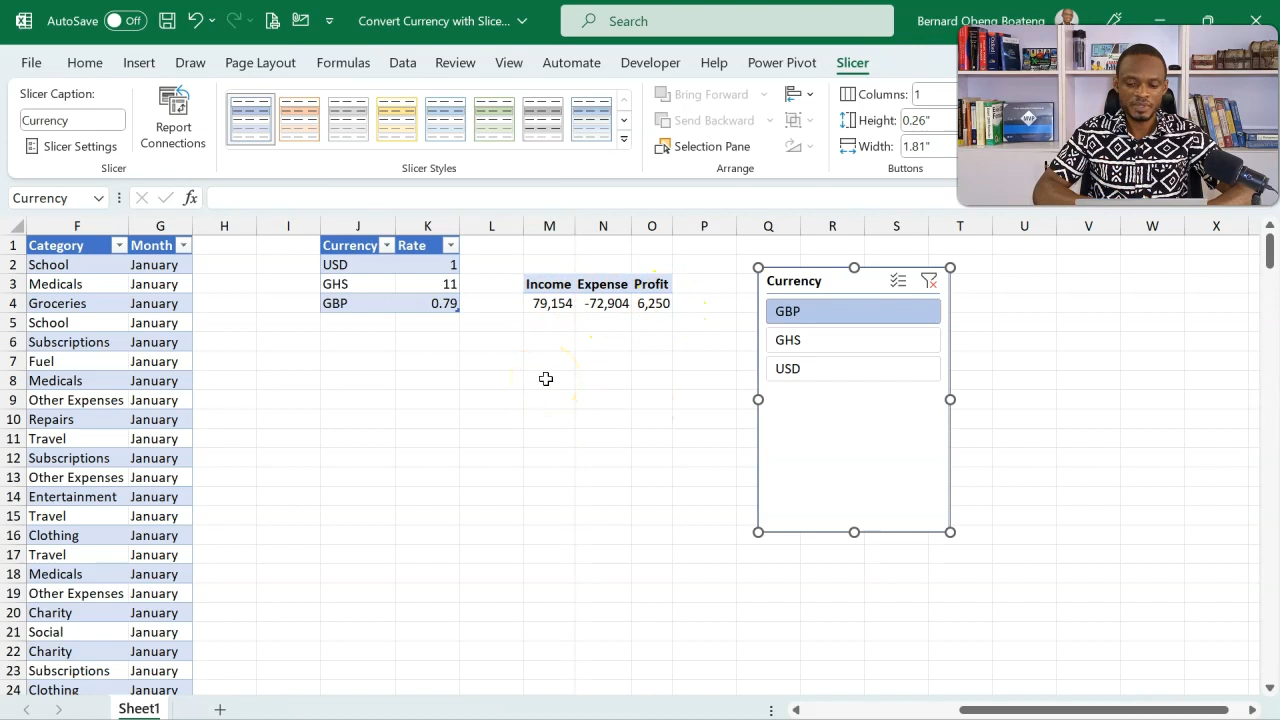 AutoSave Off Convert Currency with Slice... Search Bernard Obeng Boateng
File Home Insert Draw Page Layout Formulas Data Review View Automate Developer Help Power Pivot Slicer
Slicer Caption:
Currency
Slicer Settings
Report
Connections
Slicer
Slicer Styles
Bring Forward
Send Backward
Selection Pane
Arrange
Columns: 1
Height: 0.26"
Width: 1.81"
Buttons
Currency fx
F G H I J K L M N O P Q R S T U V W X
1 Category Month Currency Rate
2 School January USD 1
3 Medicals January GHS 11 Income Expense Profit
4 Groceries January GBP 0.79 79,154 -72,904 6,250
5 School January
6 Subscriptions January
7 Fuel January
8 Medicals January
9 Other Expenses January
10 Repairs January
11 Travel January
12 Subscriptions January
13 Other Expenses January
14 Entertainment January
15 Travel January
16 Clothing January
17 Travel January
18 Medicals January
19 Other Expenses January
20 Charity January
21 Social January
22 Charity January
23 Subscriptions January
24 Clothing January
Currency
GBP
GHS
USD
Sheet1